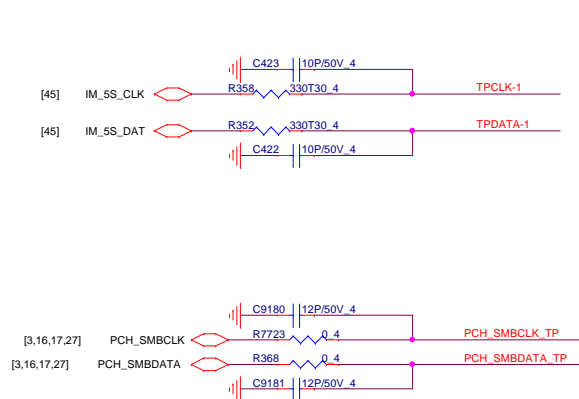 C423 10P/50V_4
[45] IM_5S_CLK R358 330T30_4 TPCLK-1
[45] IM_5S_DAT R352 330T30_4 TPDATA-1
C422 10P/50V_4
C9180 12P/50V_4
[3,16,17,27] PCH_SMBCLK R7723 0_4 PCH_SMBCLK_TP
[3,16,17,27] PCH_SMBDATA R368 0_4 PCH_SMBDATA_TP
C9181 12P/50V_4